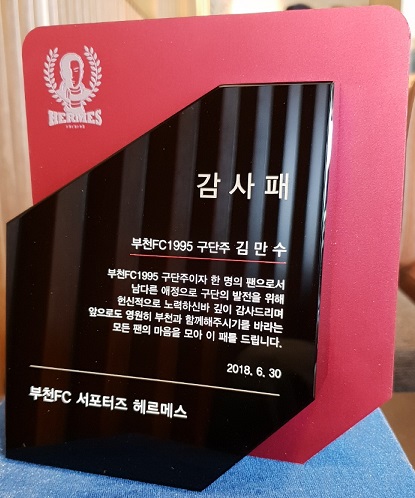 HERMES
감사패
부천FC1995 구단주 김만수
부천FC1995 구단주이자 한 명의 팬으로서
남다른 애정으로 구단의 발전을 위해
헌신적으로 노력하신바 깊이 감사드리며
앞으로도 영원히 부천과 함께해주시기를 바라는
모든 팬의 마음을 모아 이 패를 드립니다.
2018. 6. 30
부천FC 서포터즈 헤르메스